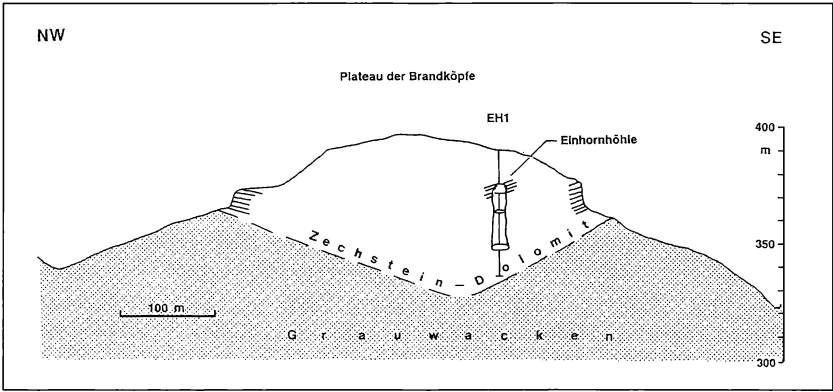 NW
SE
Plateau der Brandköpfe
EH1
Einhornhöhle
400
m
350
300
Zechstein – Dolomit
100 m
Grauwacken